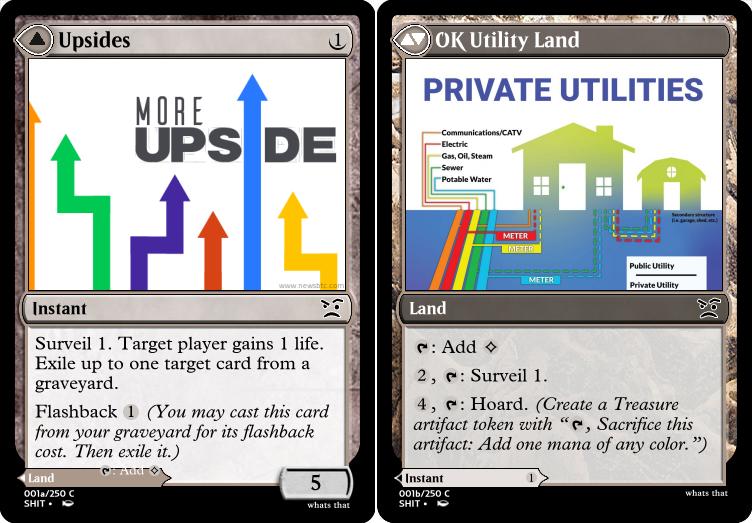 Upsides 1
MORE
UPSIDE
www.newsbtc.com
Instant
Surveil 1. Target player gains 1 life.
Exile up to one target card from a
graveyard.
Flashback 1 (You may cast this card
from your graveyard for its flashback
cost. Then exile it.)
Land : Add
5
001a/250 C
SHIT •
whats that
OK Utility Land
PRIVATE UTILITIES
Communications/CATV
Electric
Gas, Oil, Steam
Sewer
Potable Water
Secondary structure
(i.e. garage, shed, etc.)
METER
METER
METER
Public Utility
Private Utility
Land
: Add
2 , : Surveil 1.
4 , : Hoard. (Create a Treasure
artifact token with “ , Sacrifice this
artifact: Add one mana of any color.”)
Instant 1
001b/250 C
SHIT •
whats that